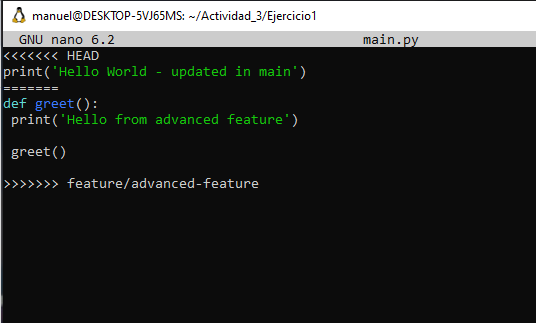 manuel@DESKTOP-5VJ65MS: ~/Actividad_3/Ejercicio1
GNU nano 6.2 main.py
<<<<<<< HEAD
print('Hello World - updated in main')
=======
def greet():
 print('Hello from advanced feature')
 greet()
>>>>>>> feature/advanced-feature